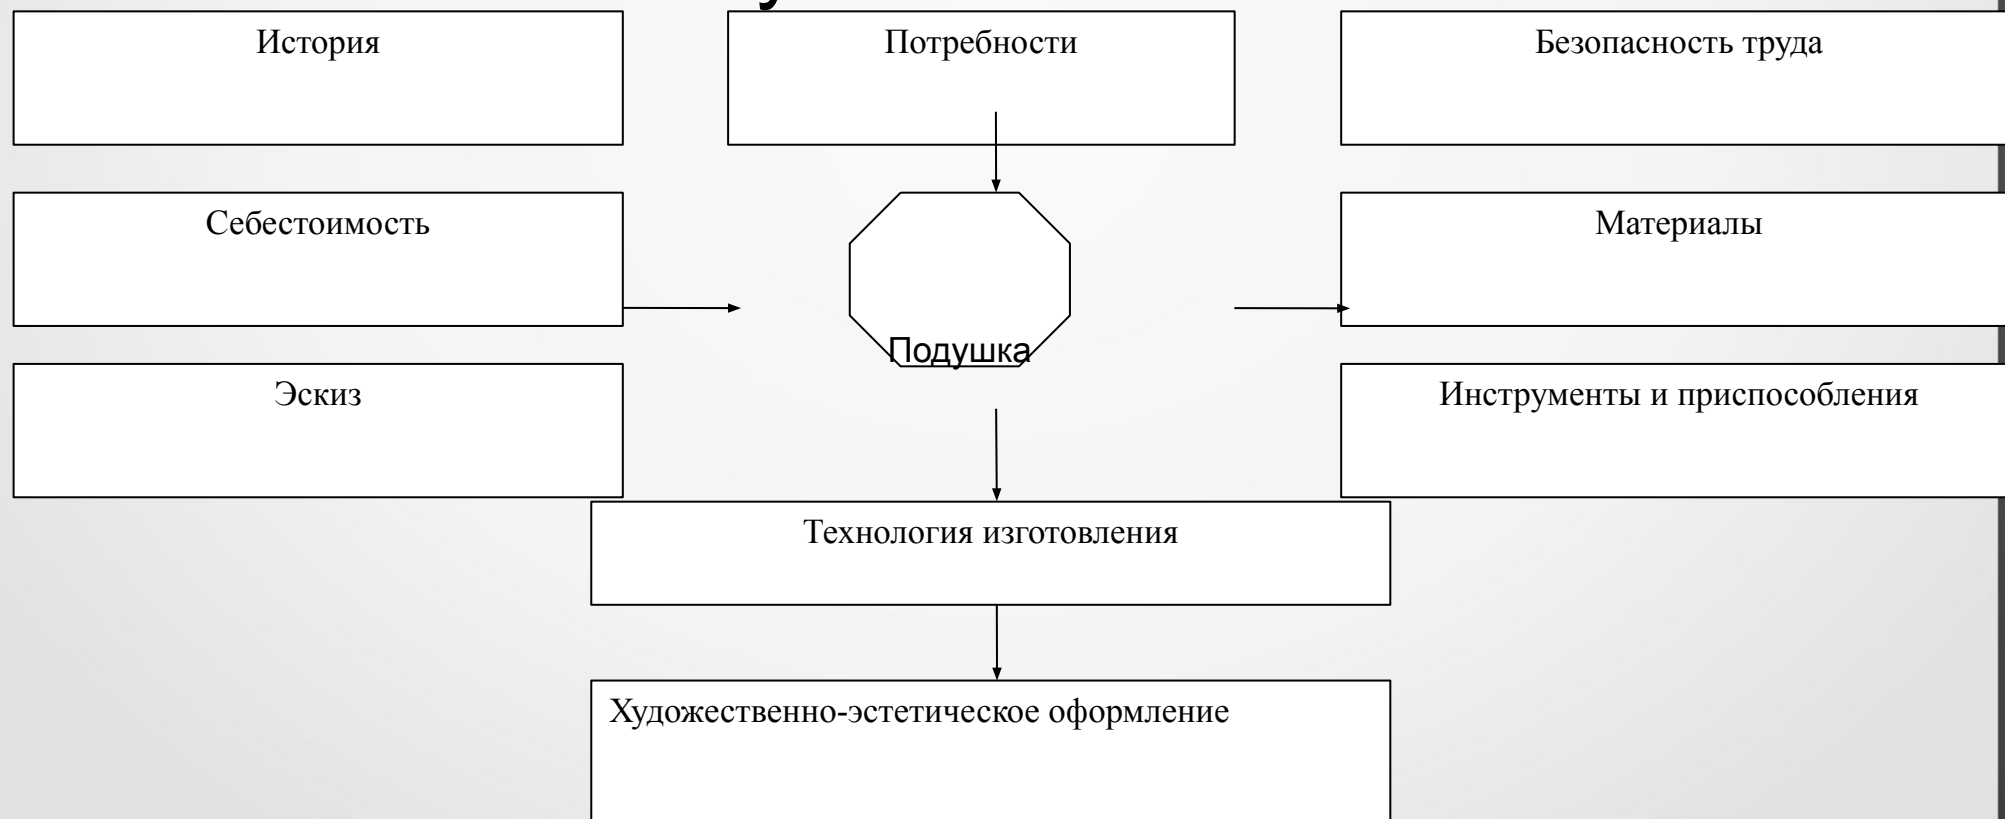 История
Потребности
Безопасность труда
Себестоимость
Материалы
Подушка
Эскиз
Инструменты и приспособления
Технология изготовления
Художественно-эстетическое оформление